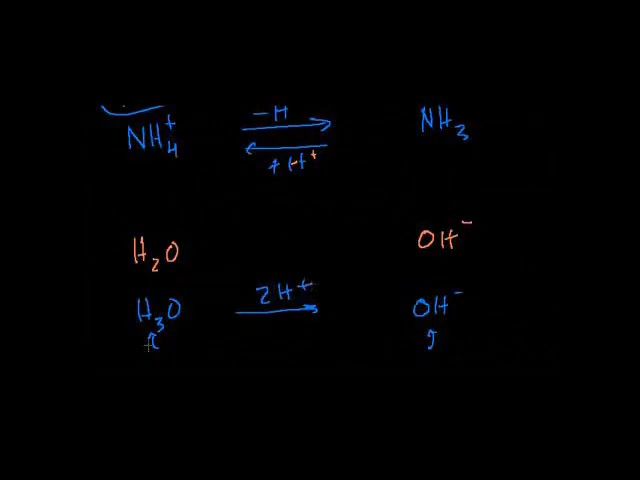 NH₄⁺ −H NH₃
+H⁺
H₂O OH⁻
H₃O 2H⁺ OH⁻